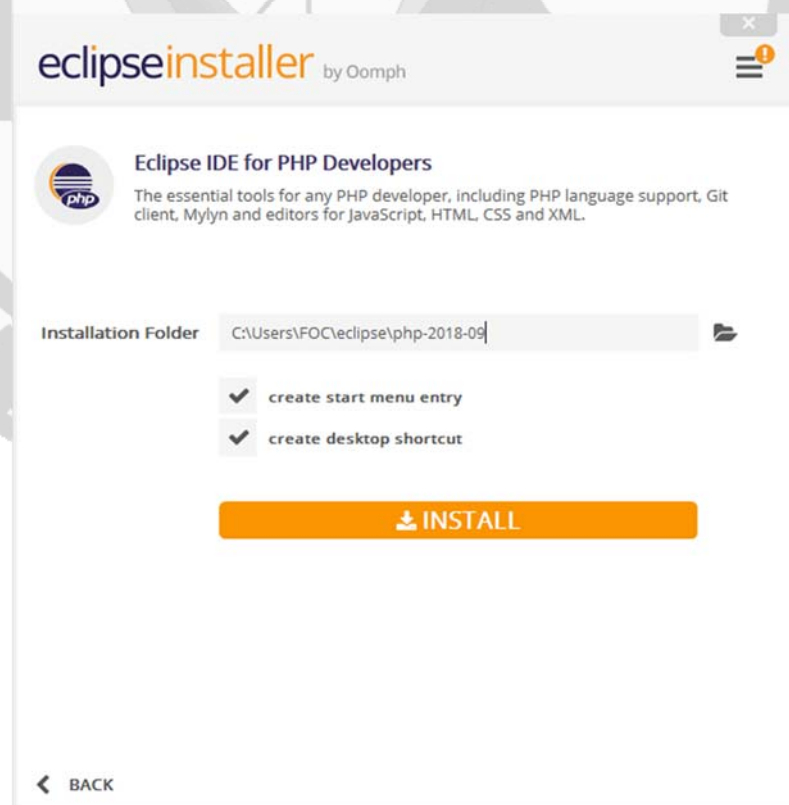 eclipseinstaller by Oomph
php
Eclipse IDE for PHP Developers
The essential tools for any PHP developer, including PHP language support, Git
client, Mylyn and editors for JavaScript, HTML, CSS and XML.
Installation Folder C:\Users\FOC\eclipse\php-2018-09
create start menu entry
create desktop shortcut
INSTALL
BACK